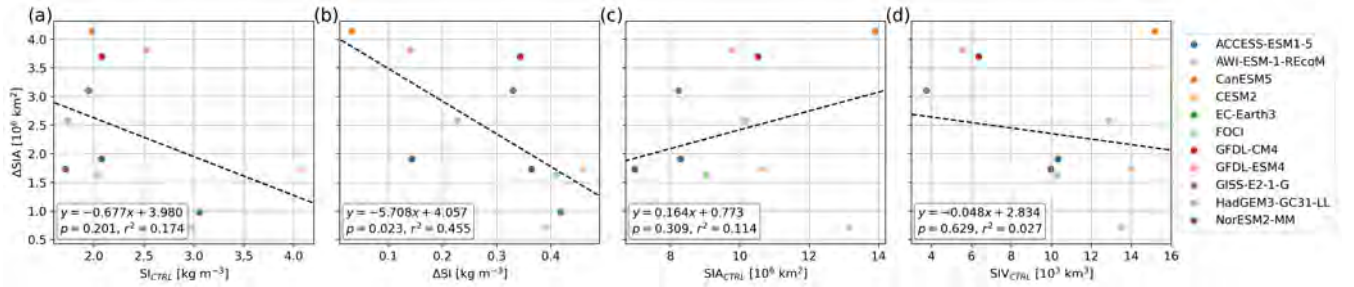 (a)
(b)
(c)
(d)
ΔSIA [10⁶ km²]
4.0
3.5
3.0
2.5
2.0
1.5
1.0
0.5
y = −0.677x + 3.980
p = 0.201, r² = 0.174
2.0 2.5 3.0 3.5 4.0
SI_CTRL [kg m⁻³]
y = −5.708x + 4.057
p = 0.023, r² = 0.455
0.1 0.2 0.3 0.4
ΔSI [kg m⁻³]
y = 0.164x + 0.773
p = 0.309, r² = 0.114
8 10 12 14
SIA_CTRL [10⁶ km²]
y = −0.048x + 2.834
p = 0.629, r² = 0.027
4 6 8 10 12 14 16
SIV_CTRL [10³ km³]
ACCESS-ESM1-5
AWI-ESM-1-REcoM
CanESM5
CESM2
EC-Earth3
FOCI
GFDL-CM4
GFDL-ESM4
GISS-E2-1-G
HadGEM3-GC31-LL
NorESM2-MM